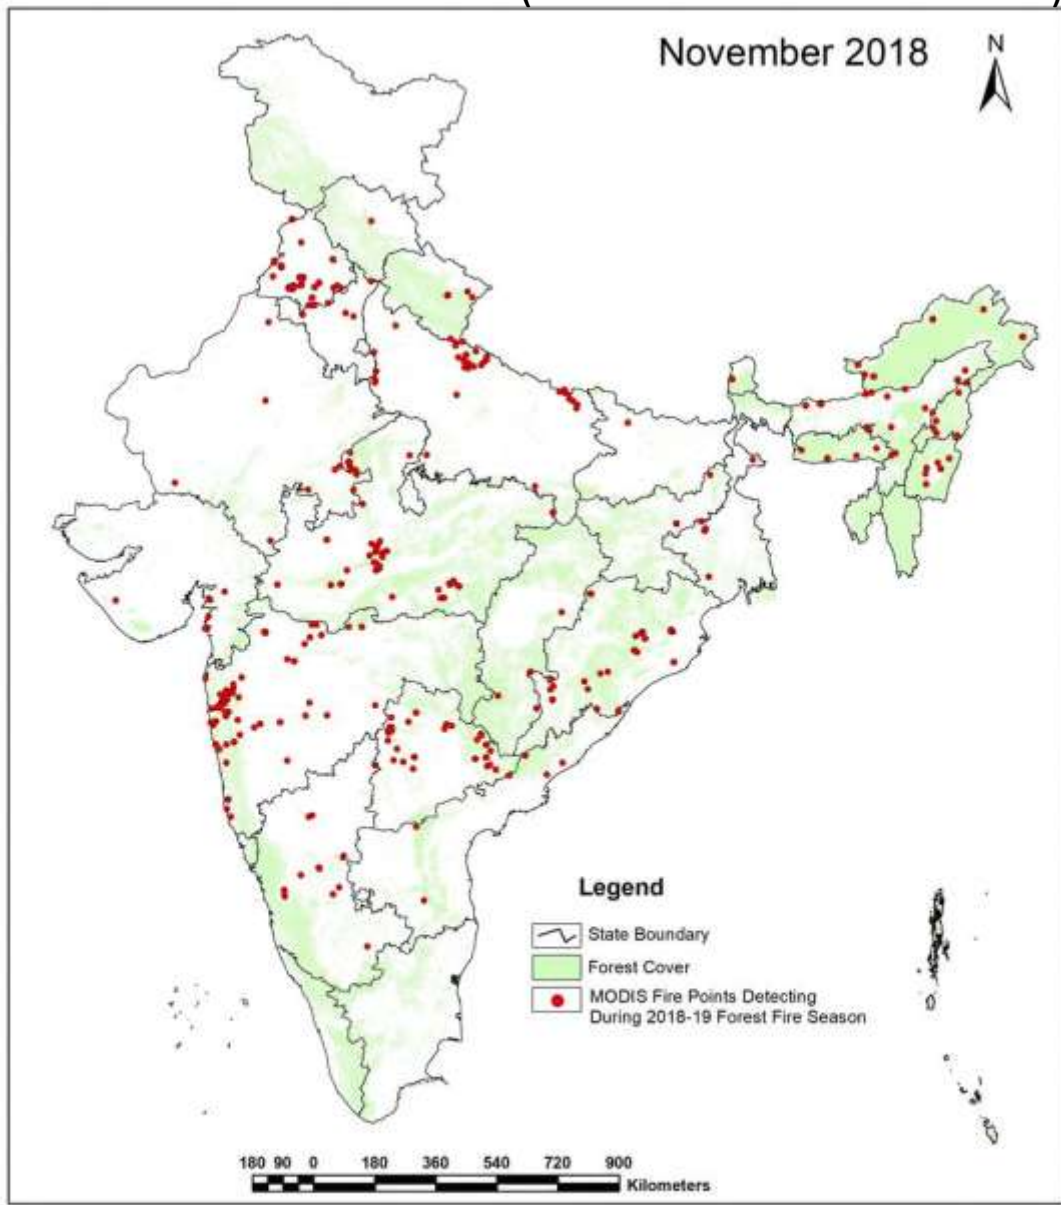 November 2018
N
Legend
State Boundary
Forest Cover
MODIS Fire Points Detecting
During 2018-19 Forest Fire Season
180 90 0 180 360 540 720 900
Kilometers